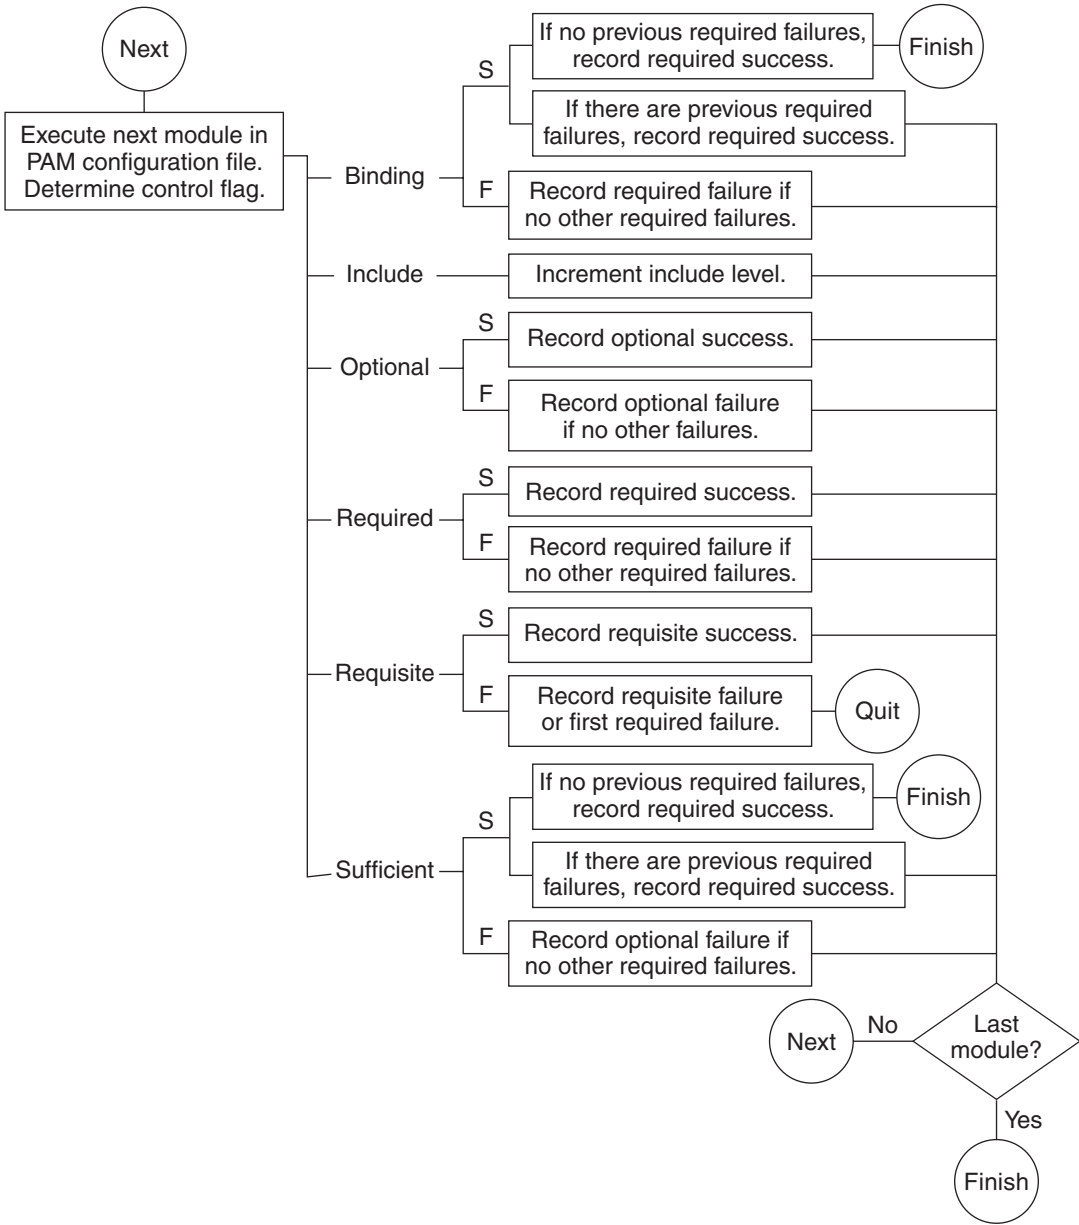 Next
Execute next module in
PAM configuration file.
Determine control flag.
Binding
S
If no previous required failures,
record required success.
Finish
If there are previous required
failures, record required success.
F
Record required failure if
no other required failures.
Include
Increment include level.
Optional
S
Record optional success.
F
Record optional failure
if no other failures.
Required
S
Record required success.
F
Record required failure if
no other required failures.
Requisite
S
Record requisite success.
F
Record requisite failure
or first required failure.
Quit
Sufficient
S
If no previous required failures,
record required success.
Finish
If there are previous required
failures, record required success.
F
Record optional failure if
no other required failures.
Last
module?
No
Next
Yes
Finish